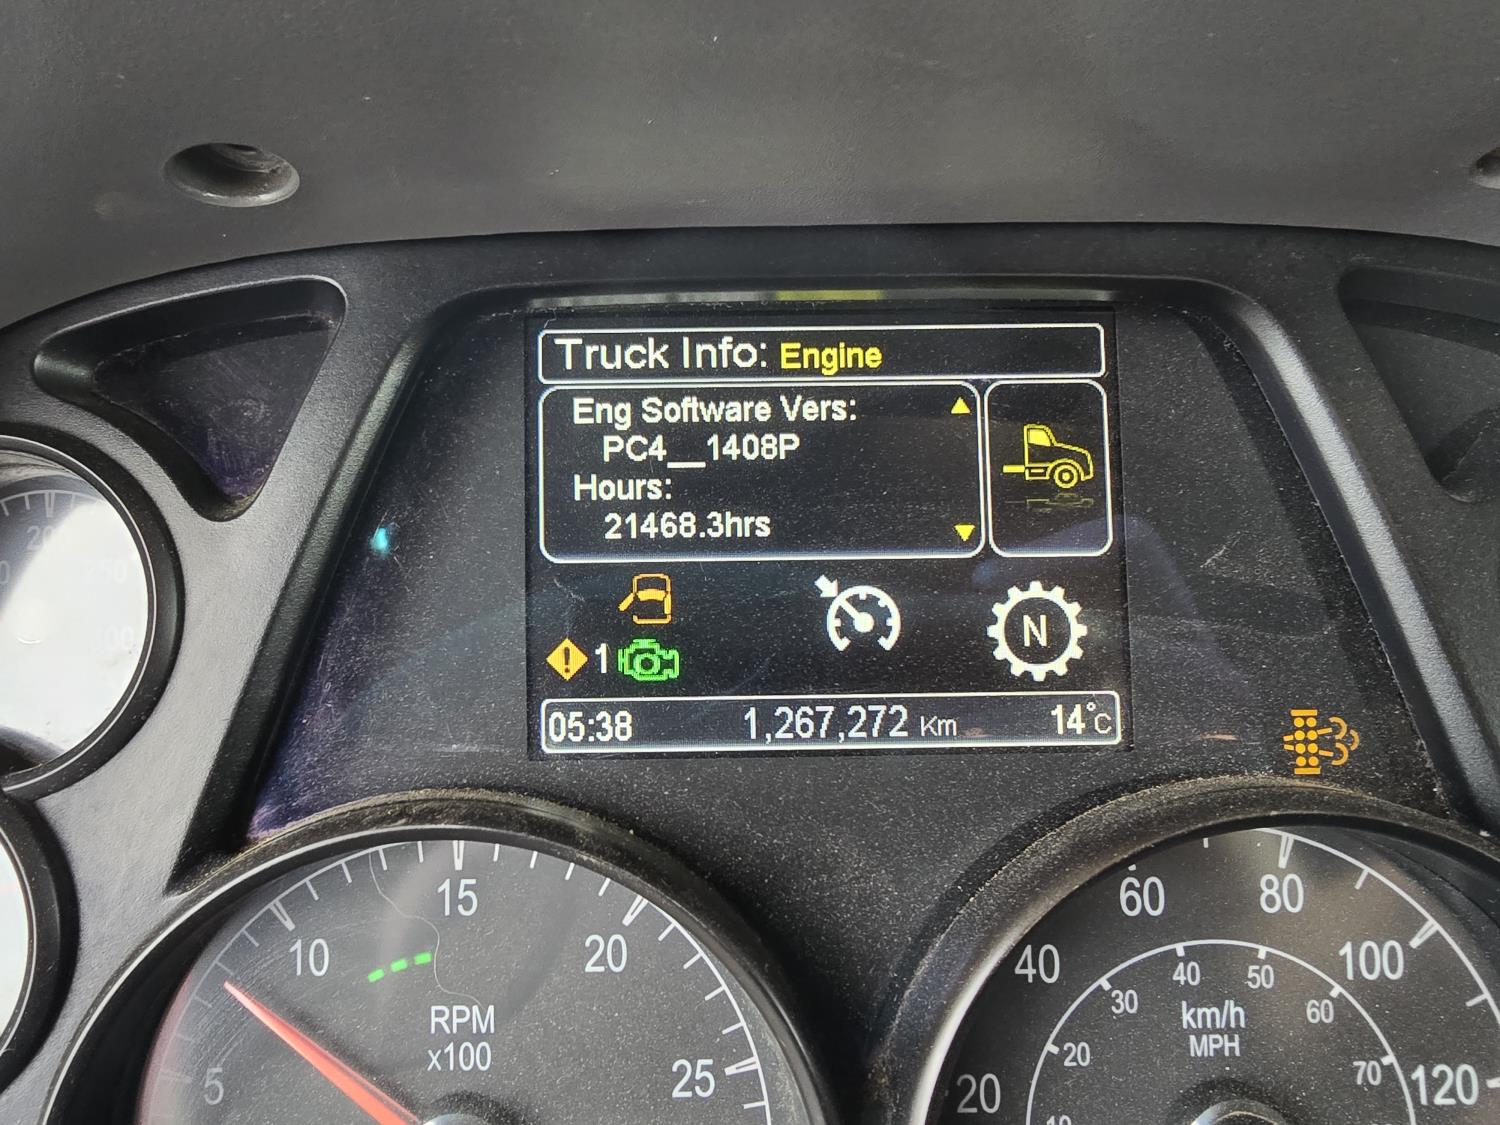 Truck Info: Engine
Eng Software Vers:
PC4__1408P
Hours:
21468.3hrs
N
1
05:38 1,267,272 Km 14°C
5
10
15
20
25
RPM
x100
20
40
60
80
100
120
20
30
40
50
60
70
km/h
MPH